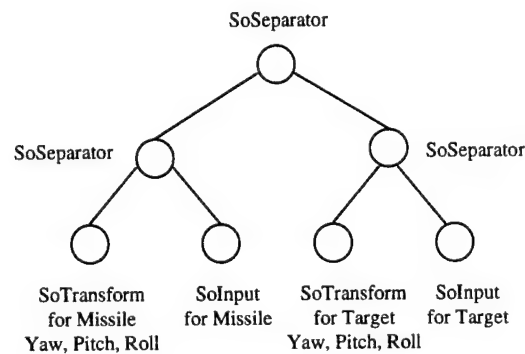 SoSeparator
SoSeparator
SoSeparator
SoTransform
for Missile
Yaw, Pitch, Roll
SoInput
for Missile
SoTransform
for Target
Yaw, Pitch, Roll
SoInput
for Target